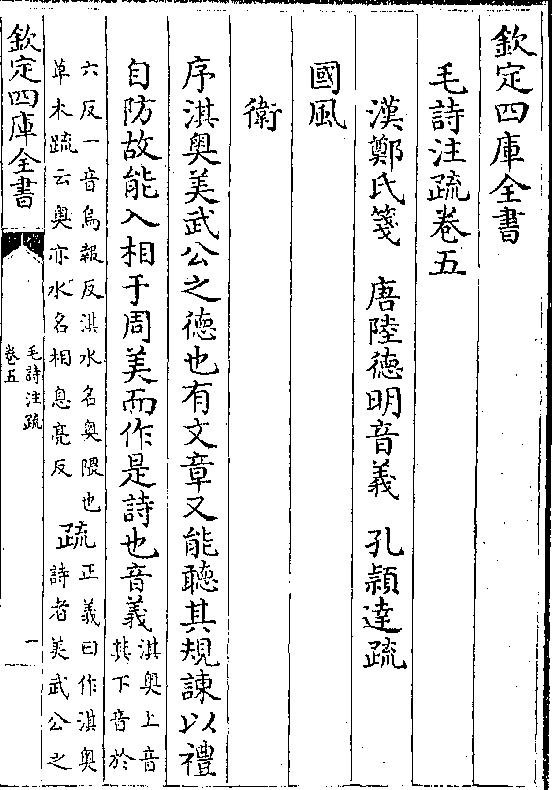 欽定四庫全書
毛詩注疏卷五
漢鄭氏箋　唐陸德明音義　孔頴達疏
國風
衛
序淇奥美武公之德也有文章又能聽其規諫以禮
自防故能入相于周美而作是詩也音義淇奥上音
其下音於
六反一音烏報反淇水名奥隈也
草木疏云奥亦水名相息亮反
疏正義曰作淇奥
詩者美武公之
欽定四庫全書
毛詩注疏
卷五
一